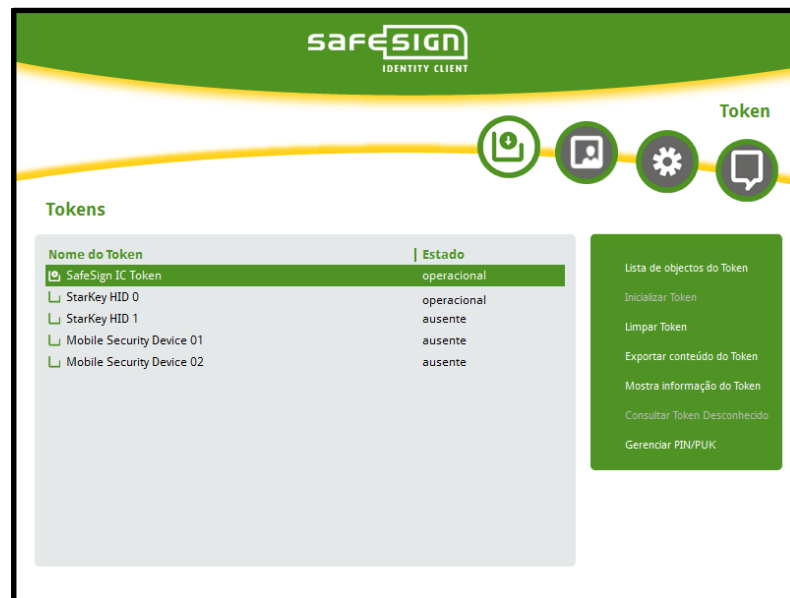 SAFESIGN
IDENTITY CLIENT
Token
Tokens
Nome do Token Estado
SafeSign IC Token operacional
StarKey HID 0 operacional
StarKey HID 1 ausente
Mobile Security Device 01 ausente
Mobile Security Device 02 ausente
Lista de objectos do Token
Inicializar Token
Limpar Token
Exportar conteúdo do Token
Mostra informação do Token
Consultar Token Desconhecido
Gerenciar PIN/PUK